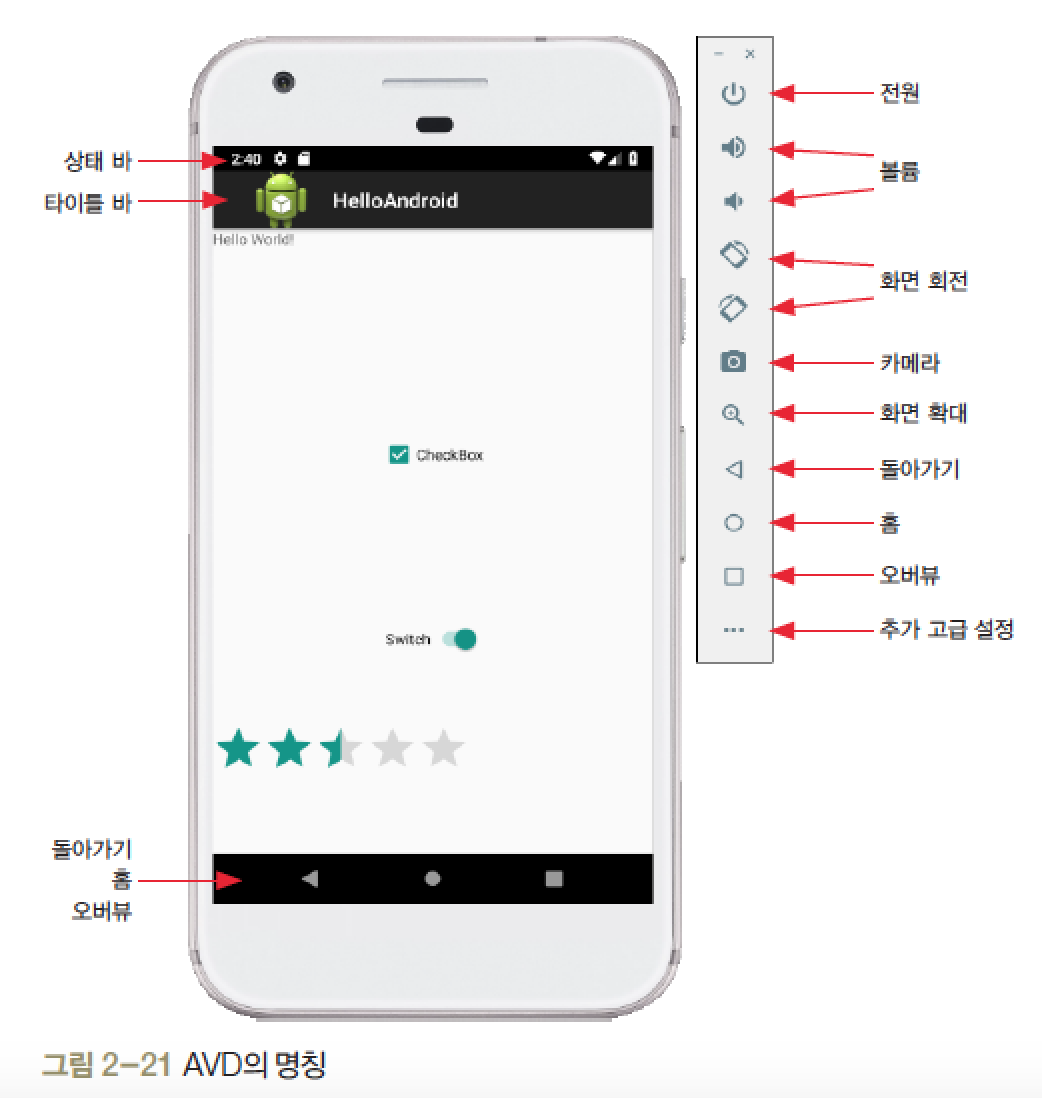 상태 바
타이틀 바
2:40
HelloAndroid
Hello World!
CheckBox
Switch
돌아가기
홈
오버뷰
전원
볼륨
화면 회전
카메라
화면 확대
돌아가기
홈
오버뷰
추가 고급 설정
그림 2-21 AVD의 명칭